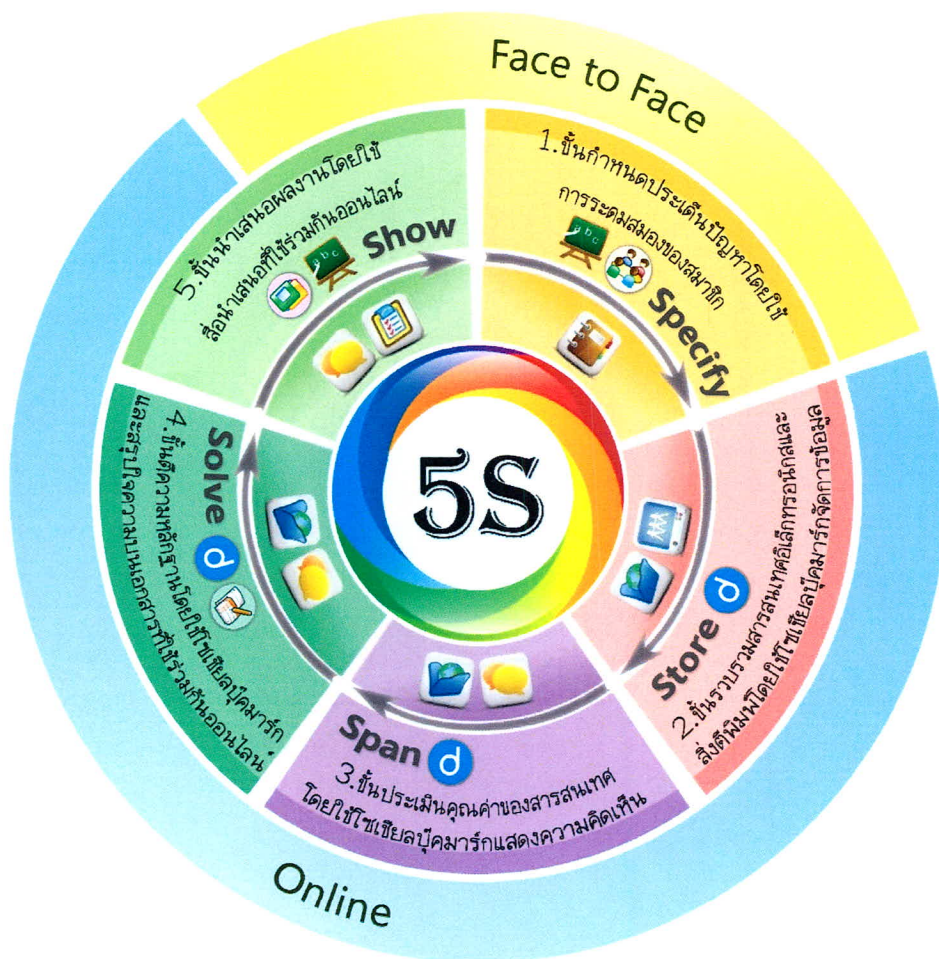 Face to Face
1.ขั้นกำหนดประเด็นปัญหาโดยใช้
การระดมสมองของสมาชิก
abc
Specify
2.ขั้นรวบรวมสารสนเทศอิเล็กทรอนิกส์และ
สิ่งตีพิมพ์โดยใช้โซเชียลบุ๊คมาร์กจัดการข้อมูล
Store d
Span d
3.ขั้นประเมินคุณค่าของสารสนเทศ
โดยใช้โซเชียลบุ๊คมาร์กแสดงความคิดเห็น
Solve d
4.ขั้นตีความหลักฐานโดยใช้โซเชียลบุ๊คมาร์ก
และสรุปใจความบนเอกสารที่ใช้ร่วมกันออนไลน์
5.ขั้นนำเสนอผลงานโดยใช้
สื่อนำเสนอที่ใช้ร่วมกันออนไลน์
abc
Show
5S
Online